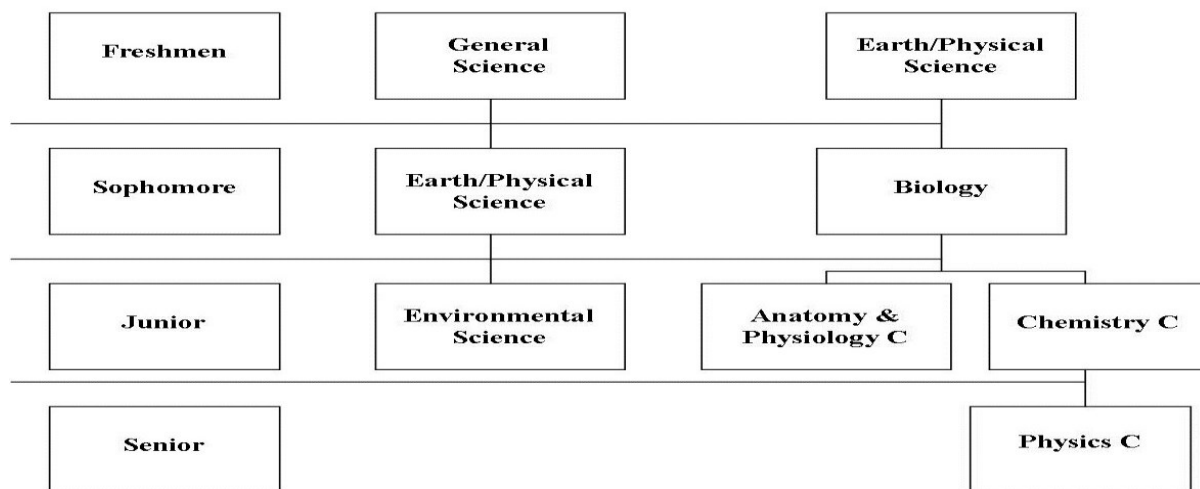 Freshmen
General
Science
Earth/Physical
Science
Sophomore
Earth/Physical
Science
Biology
Junior
Environmental
Science
Anatomy &
Physiology C
Chemistry C
Senior
Physics C